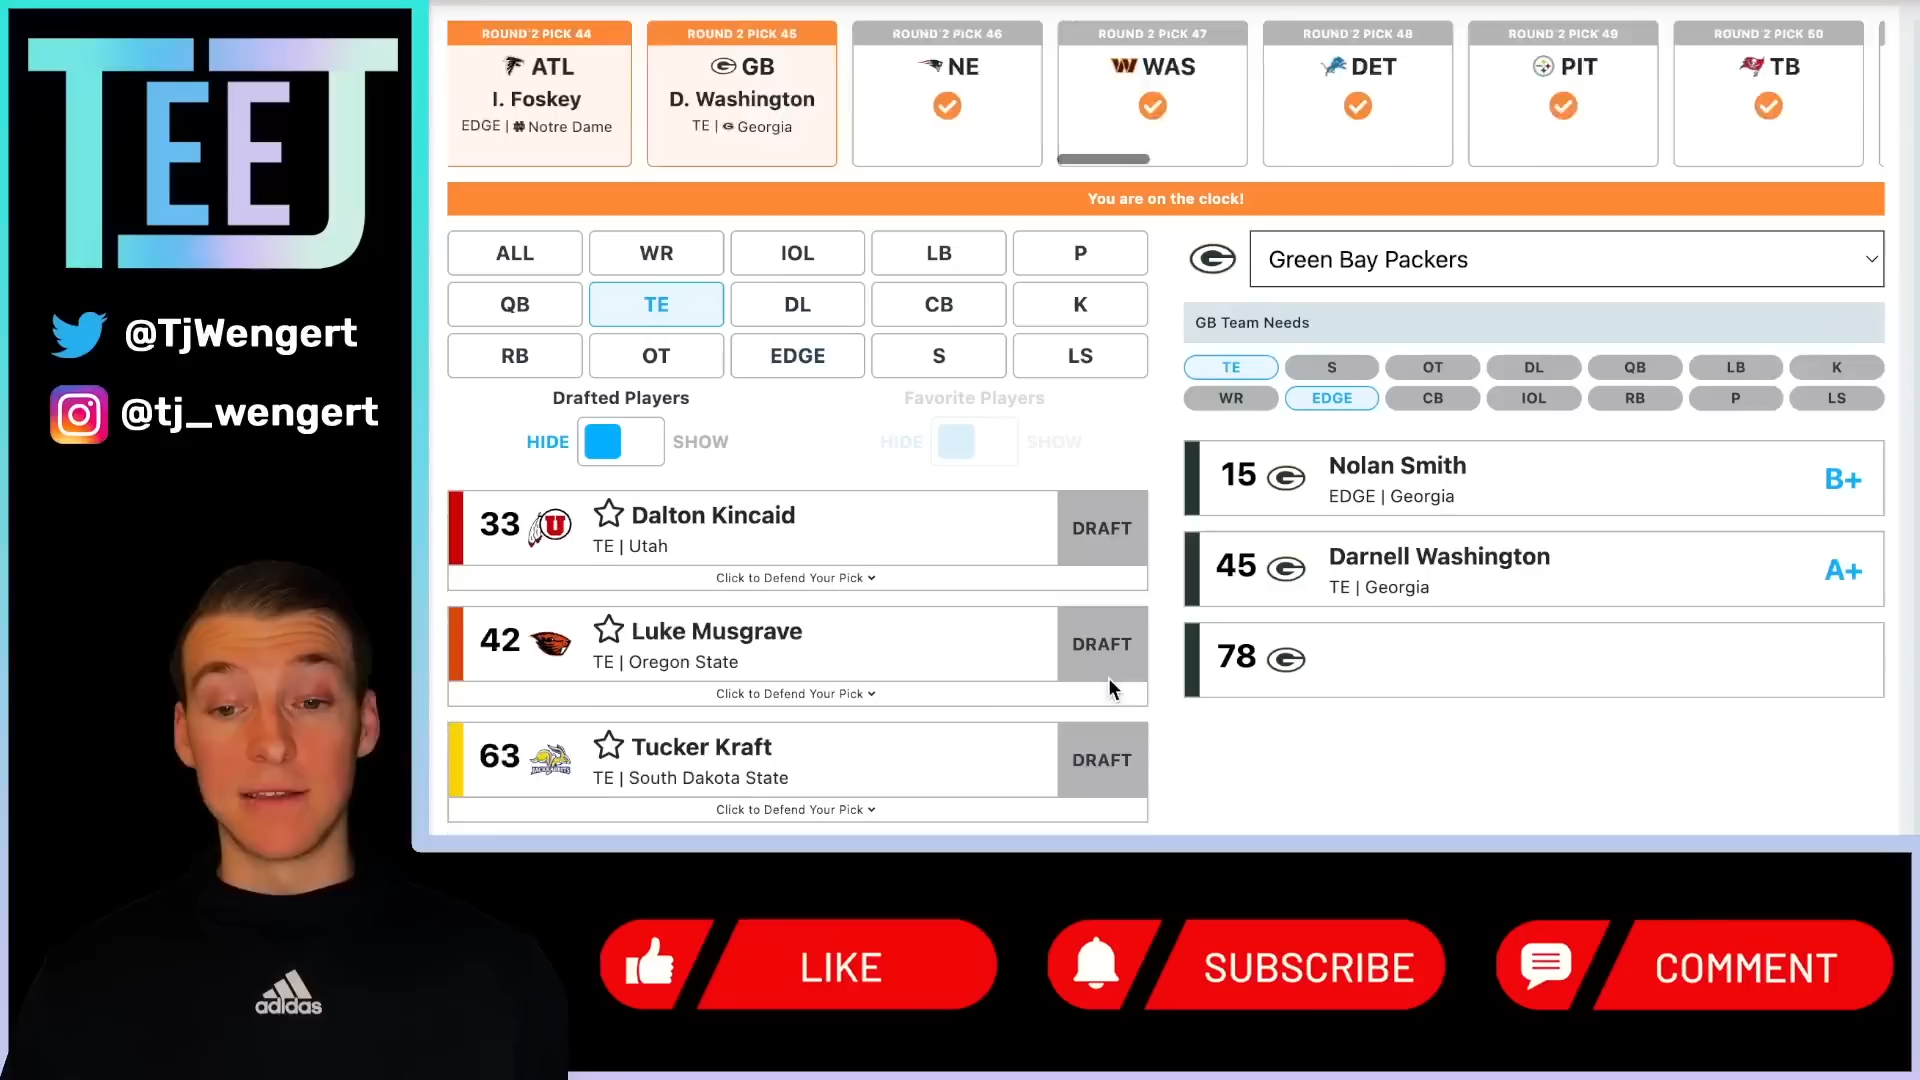 TEEJ
@TjWengert
@tj_wengert
adidas
ROUND 2 PICK 44
ATL
I. Foskey
EDGE | Notre Dame
ROUND 2 PICK 45
GB
D. Washington
TE | Georgia
ROUND 2 PICK 46
NE
ROUND 2 PICK 47
WAS
ROUND 2 PICK 48
DET
ROUND 2 PICK 49
PIT
ROUND 2 PICK 50
TB
You are on the clock!
ALL WR IOL LB P
QB TE DL CB K
RB OT EDGE S LS
Drafted Players
HIDE SHOW
Favorite Players
HIDE SHOW
33 Dalton Kincaid
TE | Utah
DRAFT
Click to Defend Your Pick
42 Luke Musgrave
TE | Oregon State
DRAFT
Click to Defend Your Pick
63 Tucker Kraft
TE | South Dakota State
DRAFT
Click to Defend Your Pick
Green Bay Packers
GB Team Needs
TE S OT DL QB LB K
WR EDGE CB IOL RB P LS
15 Nolan Smith
EDGE | Georgia
B+
45 Darnell Washington
TE | Georgia
A+
78
LIKE
SUBSCRIBE
COMMENT